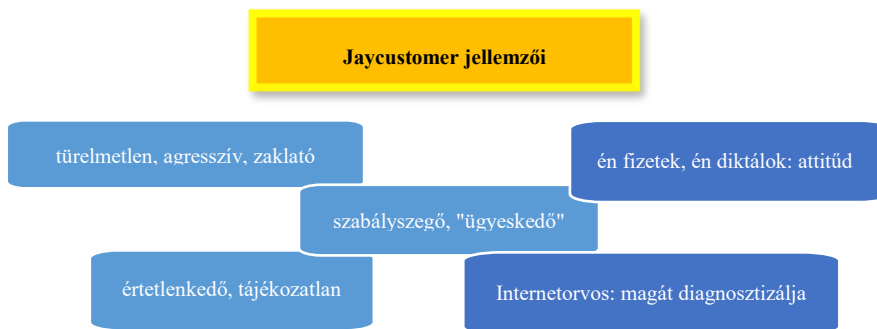 Jaycustomer jellemzői
türelmetlen, agresszív, zaklató
én fizetek, én diktálok: attitűd
szabályszegő, "ügyeskedő"
értetlenkedő, tájékozatlan
Internetorvos: magát diagnosztizálja